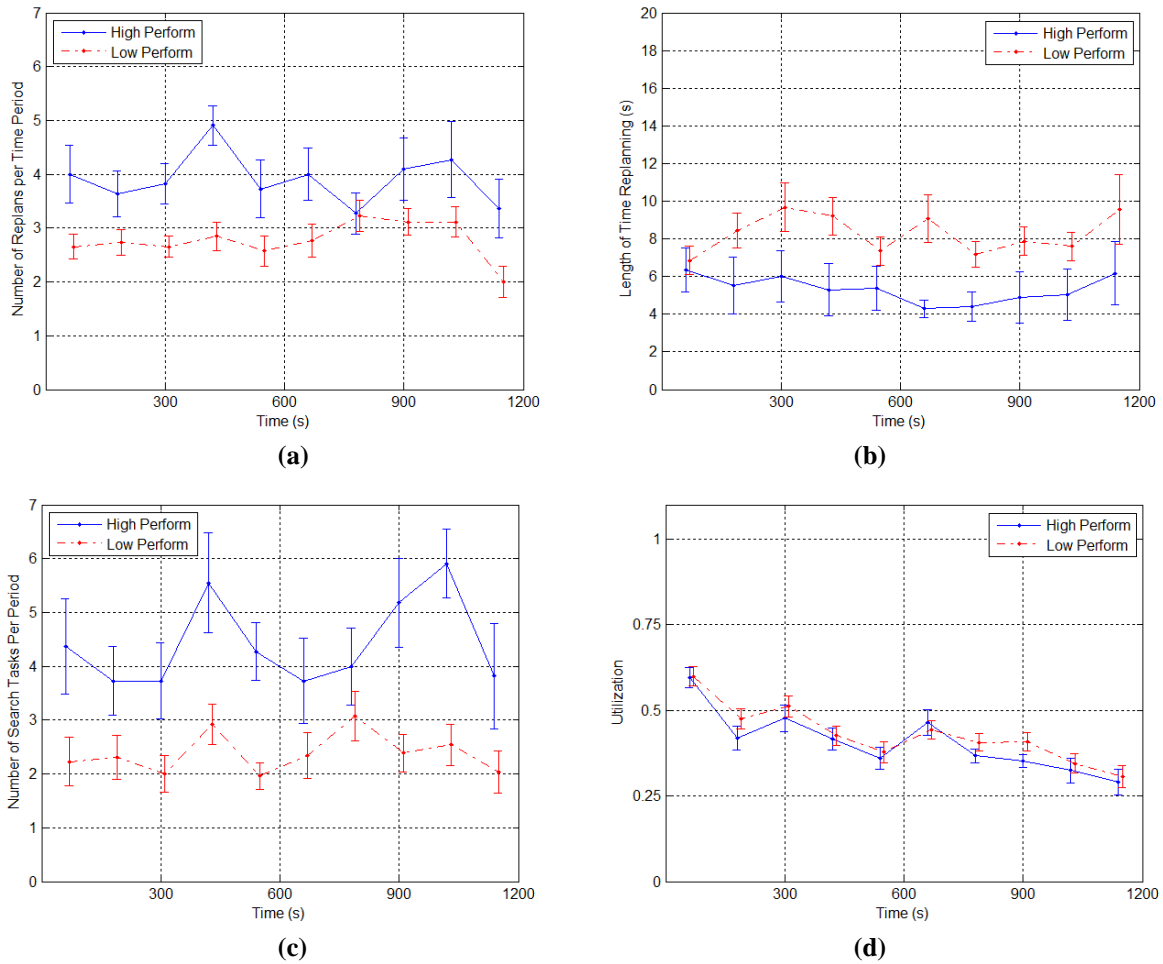 7
6
5
4
3
2
1
0
Number of Replans per Time Period
High Perform
Low Perform
300
600
900
1200
Time (s)
(a)
20
18
16
14
12
10
8
6
4
2
0
Length of Time Replanning (s)
High Perform
Low Perform
300
600
900
1200
Time (s)
(b)
7
6
5
4
3
2
1
0
Number of Search Tasks Per Period
High Perform
Low Perform
300
600
900
1200
Time (s)
(c)
1
0.75
0.5
0.25
0
Utilization
High Perform
Low Perform
300
600
900
1200
Time (s)
(d)